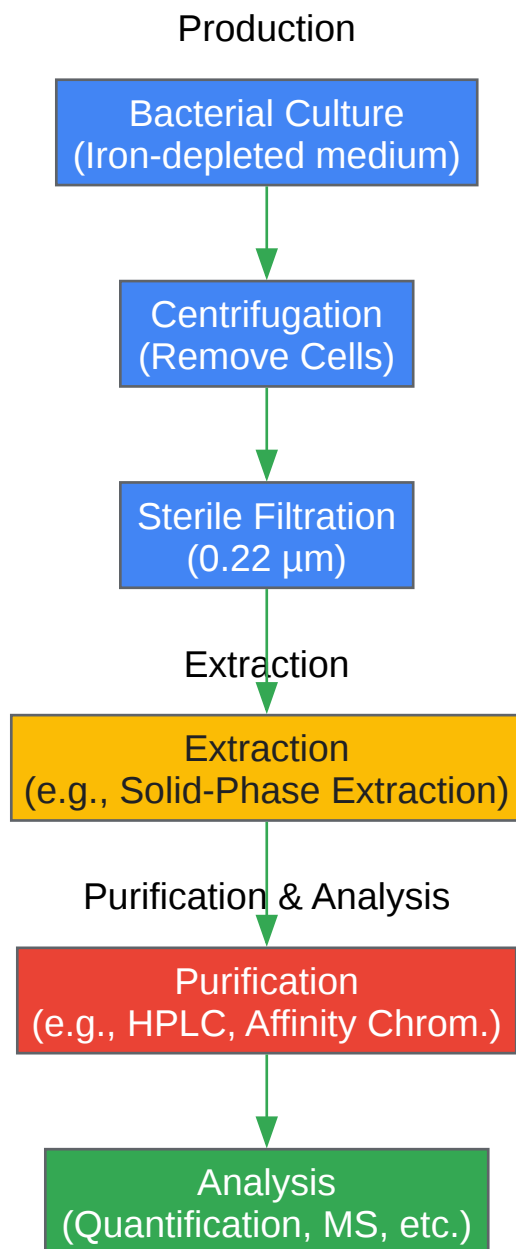 Production
Bacterial Culture
(Iron-depleted medium)
Centrifugation
(Remove Cells)
Sterile Filtration
(0.22 µm)
Extraction
Extraction
(e.g., Solid-Phase Extraction)
Purification & Analysis
Purification
(e.g., HPLC, Affinity Chrom.)
Analysis
(Quantification, MS, etc.)